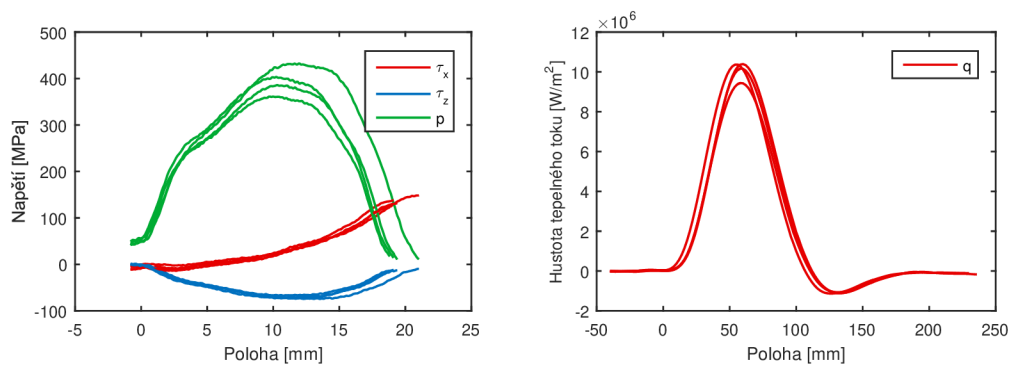 500
400
300
200
100
0
-100
-5 0 5 10 15 20 25
Napětí [MPa]
Poloha [mm]
τx
τz
p
×10^6
12
10
8
6
4
2
0
-2
-50 0 50 100 150 200 250
Hustota tepelného toku [W/m²]
Poloha [mm]
q